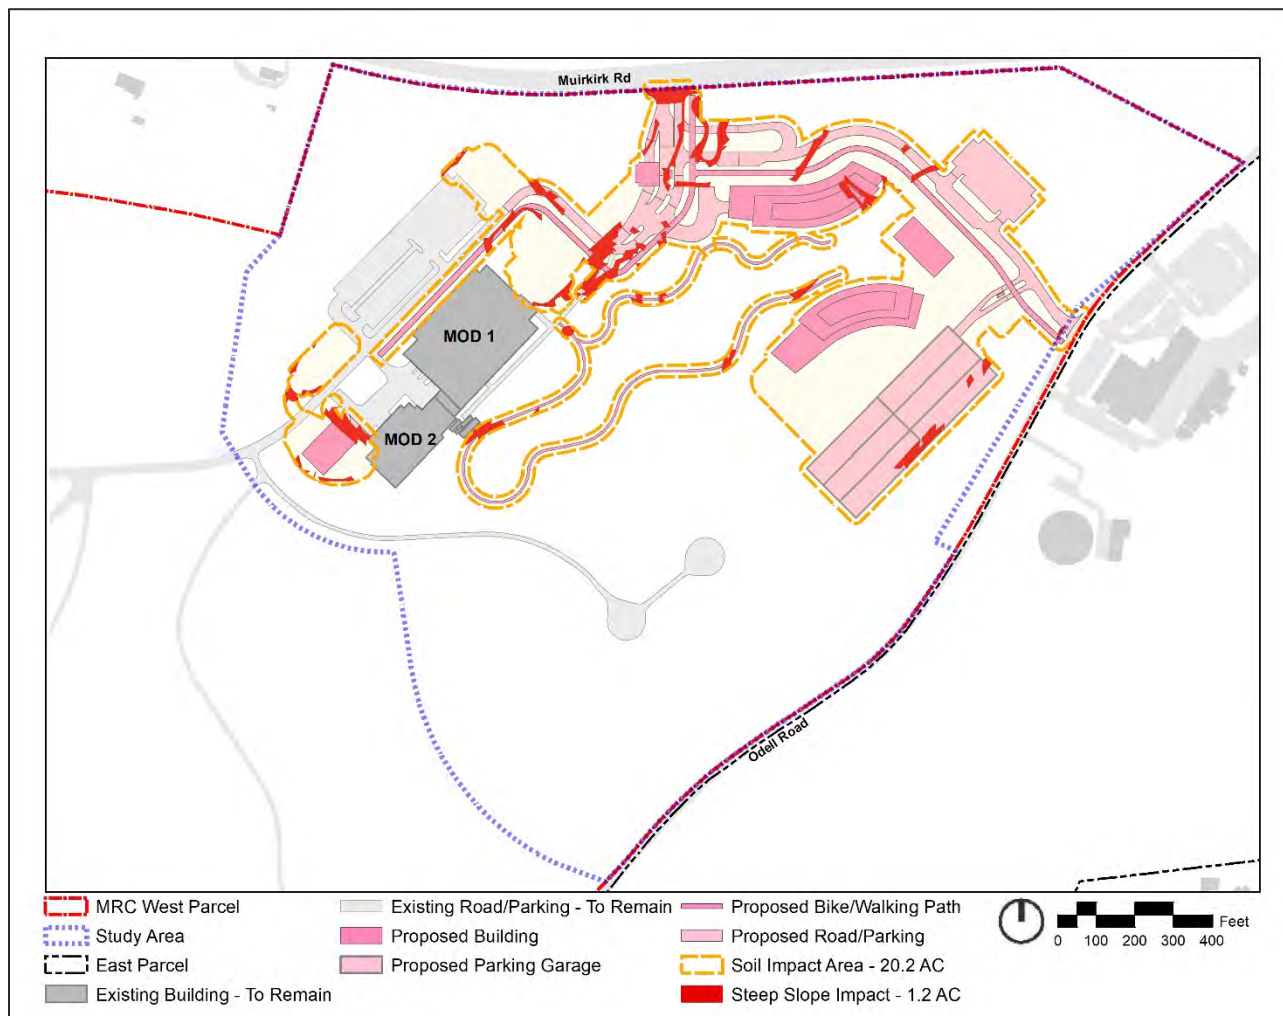 Muirkirk Rd
MOD 1
MOD 2
Odell Road
MRC West Parcel
Study Area
East Parcel
Existing Building - To Remain
Existing Road/Parking - To Remain
Proposed Building
Proposed Parking Garage
Proposed Bike/Walking Path
Proposed Road/Parking
Soil Impact Area - 20.2 AC
Steep Slope Impact - 1.2 AC
Feet
0 100 200 300 400